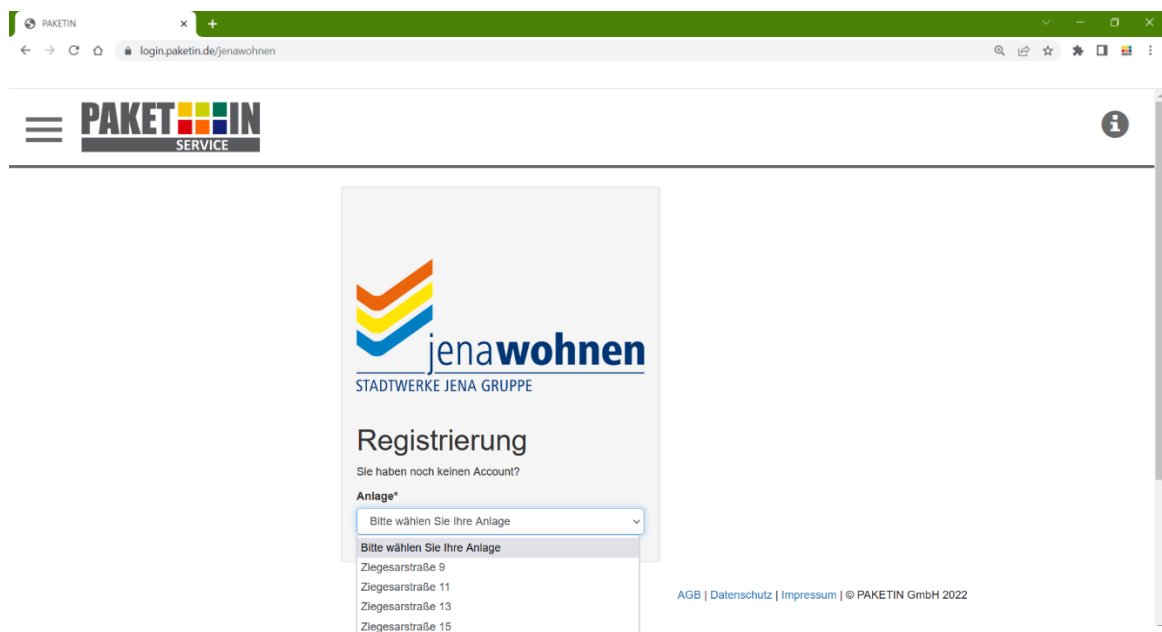 PAKETIN
login.paketin.de/jenawohnen
PAKET IN
SERVICE
jenawohnen
STADTWERKE JENA GRUPPE
Registrierung
Sie haben noch keinen Account?
Anlage*
Bitte wählen Sie Ihre Anlage
Bitte wählen Sie Ihre Anlage
Ziegesarstraße 9
Ziegesarstraße 11
Ziegesarstraße 13
Ziegesarstraße 15
AGB | Datenschutz | Impressum | © PAKETIN GmbH 2022